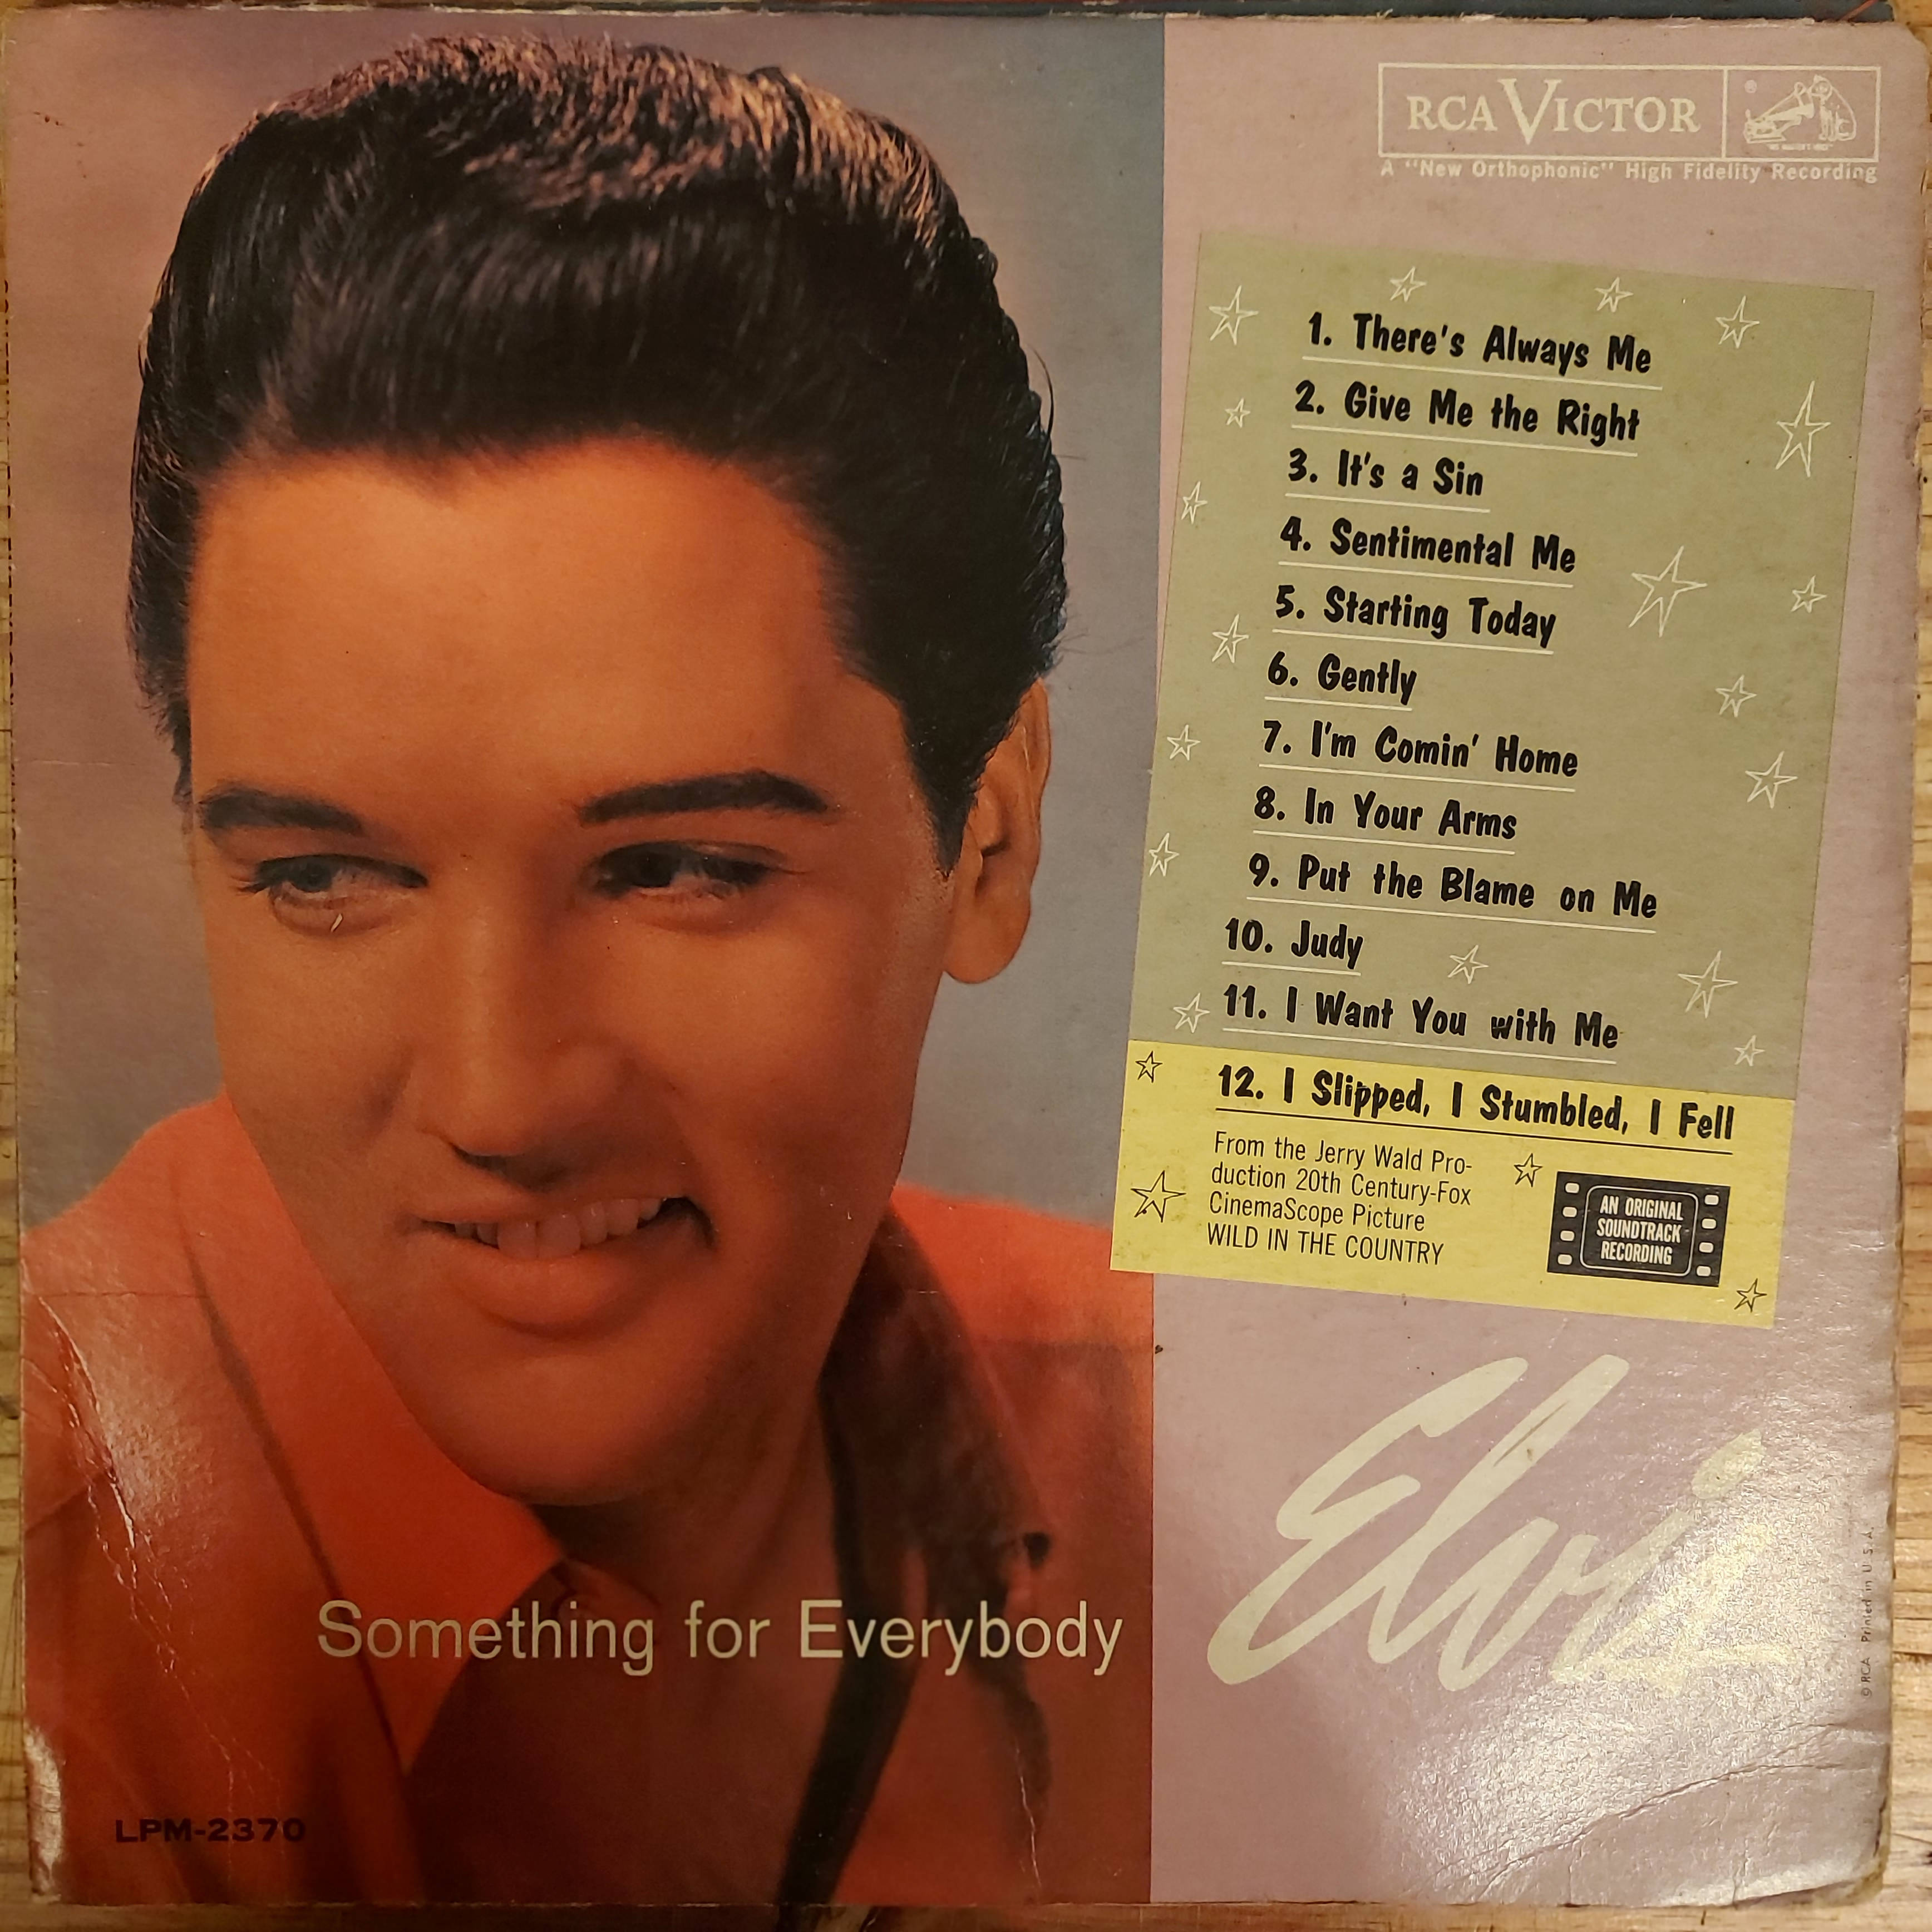 RCA VICTOR
®
"HIS MASTER'S VOICE"
A "New Orthophonic" High Fidelity Recording
1. There's Always Me
2. Give Me the Right
3. It's a Sin
4. Sentimental Me
5. Starting Today
6. Gently
7. I'm Comin' Home
8. In Your Arms
9. Put the Blame on Me
10. Judy
11. I Want You with Me
12. I Slipped, I Stumbled, I Fell
From the Jerry Wald Pro-
duction 20th Century-Fox
CinemaScope Picture
WILD IN THE COUNTRY
AN ORIGINAL
SOUNDTRACK
RECORDING
Elvis
Something for Everybody
LPM-2370
© RCA Printed in U. S. A.